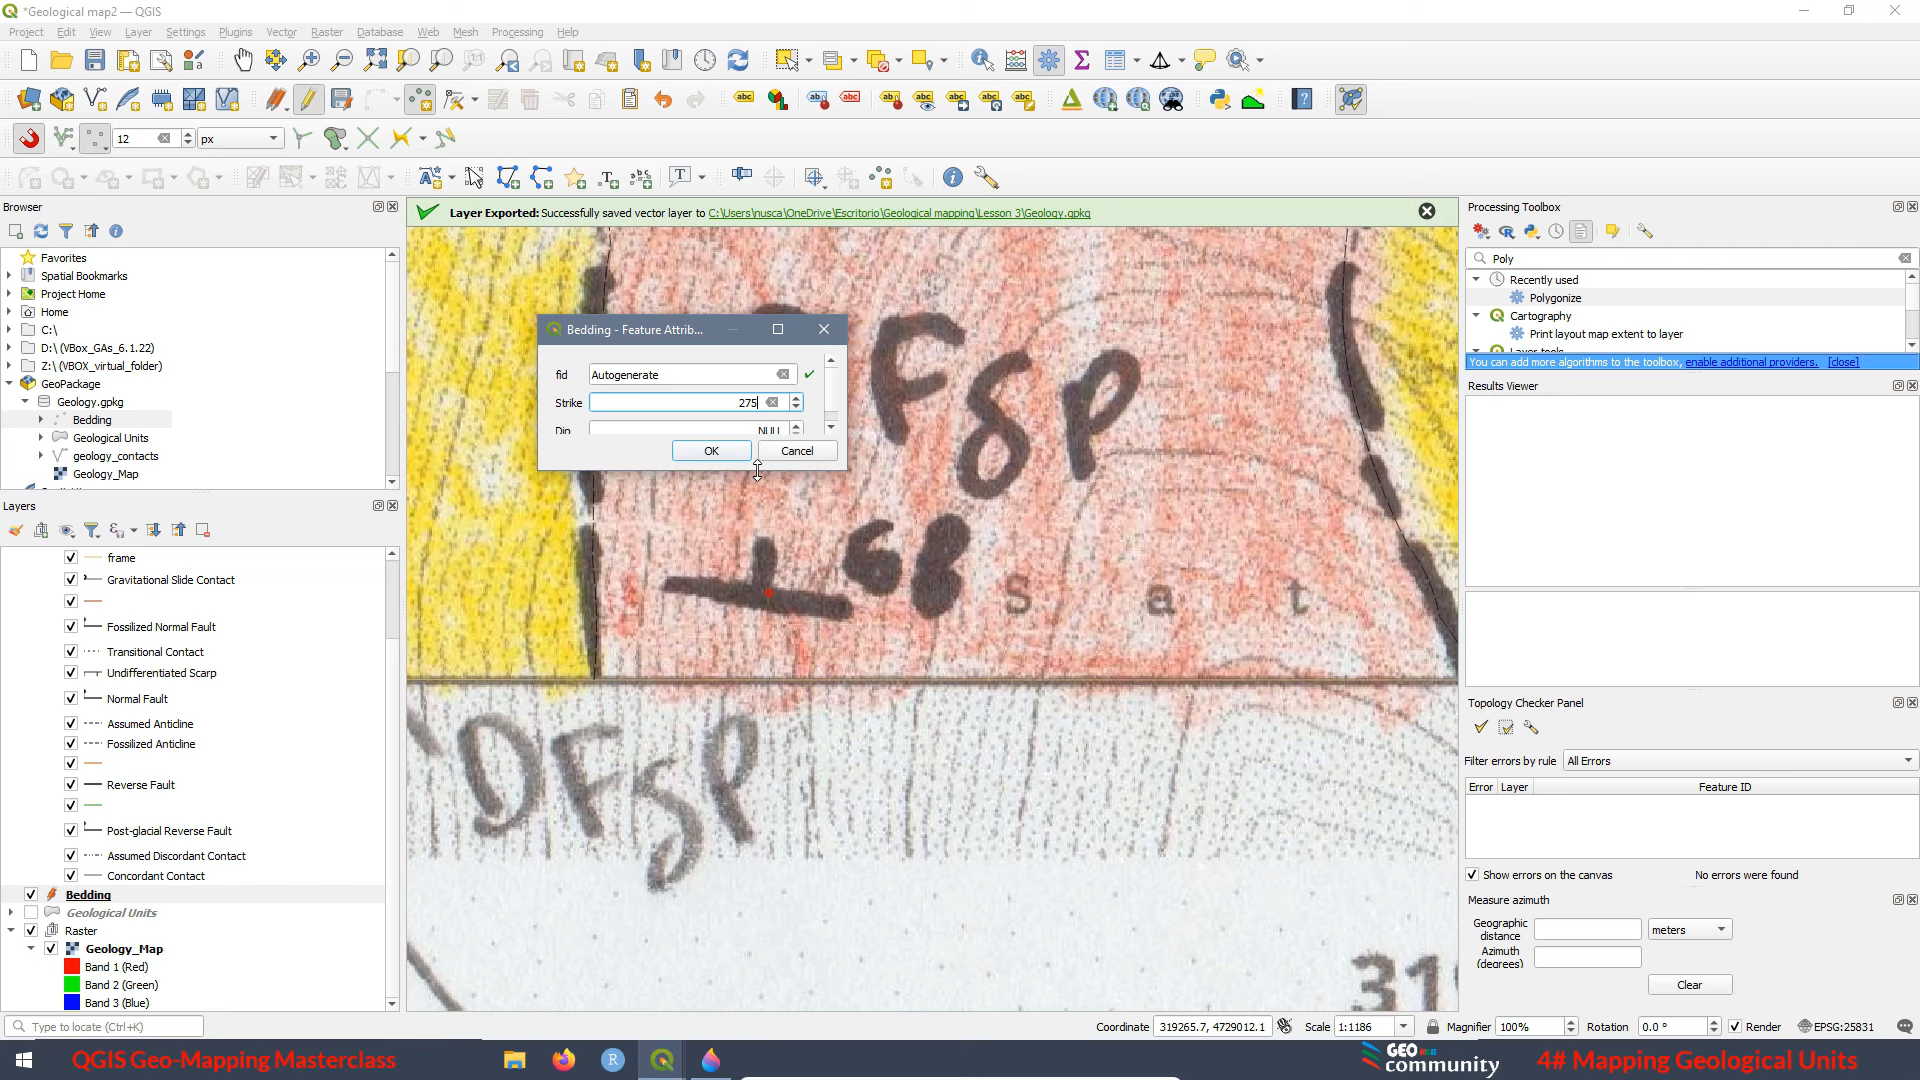 *Geological map2 — QGIS
Project Edit View Layer Settings Plugins Vector Raster Database Web Mesh Processing Help
12 px
Browser
Favorites
Spatial Bookmarks
Project Home
Home
C:\
D:\ (VBox_GAs_6.1.22)
Z:\ (VBOX_virtual_folder)
GeoPackage
Geology.gpkg
Bedding
Geological Units
geology_contacts
Geology_Map
Layers
frame
Gravitational Slide Contact
Fossilized Normal Fault
Transitional Contact
Undifferentiated Scarp
Normal Fault
Assumed Anticline
Fossilized Anticline
Reverse Fault
Post-glacial Reverse Fault
Assumed Discordant Contact
Concordant Contact
Bedding
Geological Units
Raster
Geology_Map
Band 1 (Red)
Band 2 (Green)
Band 3 (Blue)
Layer Exported: Successfully saved vector layer to C:\Users\nusca\OneDrive\Escritorio\Geological mapping\Lesson 3\Geology.gpkg
Bedding - Feature Attrib...
fid Autogenerate
Strike 275
Dip NULL
OK Cancel
68
S a t
DFgp
Processing Toolbox
Poly
Recently used
Polygonize
Cartography
Print layout map extent to layer
Layer tools
You can add more algorithms to the toolbox, enable additional providers. [close]
Results Viewer
Topology Checker Panel
Filter errors by rule All Errors
Error Layer Feature ID
Show errors on the canvas No errors were found
Measure azimuth
Geographic distance meters
Azimuth (degrees)
Clear
Type to locate (Ctrl+K)
Coordinate 319265.7, 4729012.1 Scale 1:1186 Magnifier 100% Rotation 0.0 ° Render EPSG:25831
QGIS Geo-Mapping Masterclass
R
GEO community
4# Mapping Geological Units